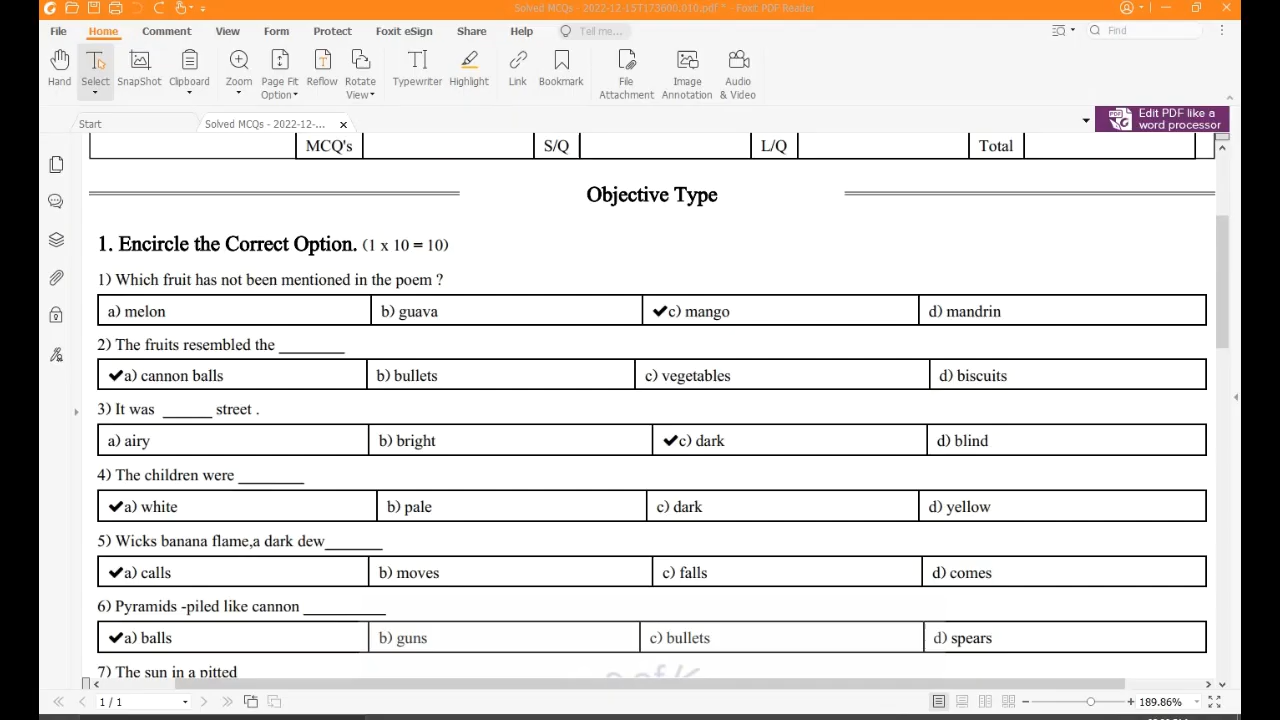 Solved MCQs - 2022-12-15T173600.010.pdf * - Foxit PDF Reader
File Home Comment View Form Protect Foxit eSign Share Help Tell me... Find
Hand Select SnapShot Clipboard Zoom Page Fit Option Reflow Rotate View Typewriter Highlight Link Bookmark File Attachment Image Annotation Audio & Video
Start Solved MCQs - 2022-12-... Edit PDF like a word processor
MCQ's S/Q L/Q Total
Objective Type
1. Encircle the Correct Option. (1 x 10 = 10)
1) Which fruit has not been mentioned in the poem ?
a) melon b) guava ✔c) mango d) mandrin
2) The fruits resembled the ________
✔a) cannon balls b) bullets c) vegetables d) biscuits
3) It was ______ street .
a) airy b) bright ✔c) dark d) blind
4) The children were ________
✔a) white b) pale c) dark d) yellow
5) Wicks banana flame,a dark dew_______
✔a) calls b) moves c) falls d) comes
6) Pyramids -piled like cannon __________
✔a) balls b) guns c) bullets d) spears
7) The sun in a pitted
1 / 1 189.86%